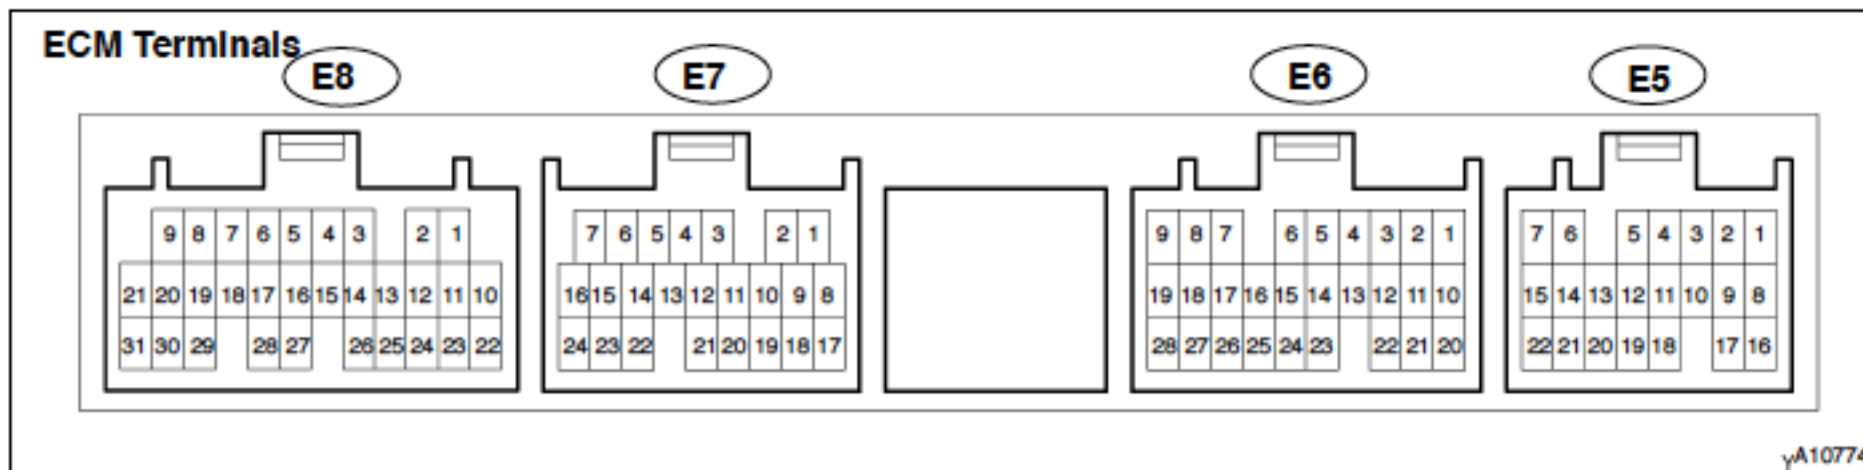 ECM Terminals
E8 E7 E6 E5
9 8 7 6 5 4 3 2 1 7 6 5 4 3 2 1 9 8 7 6 5 4 3 2 1 7 6 5 4 3 2 1
21 20 19 18 17 16 15 14 13 12 11 10 16 15 14 13 12 11 10 9 8 19 18 17 16 15 14 13 12 11 10 15 14 13 12 11 10 9 8
31 30 29 28 27 26 25 24 23 22 24 23 22 21 20 19 18 17 28 27 26 25 24 23 22 21 20 22 21 20 19 18 17 16
A10774